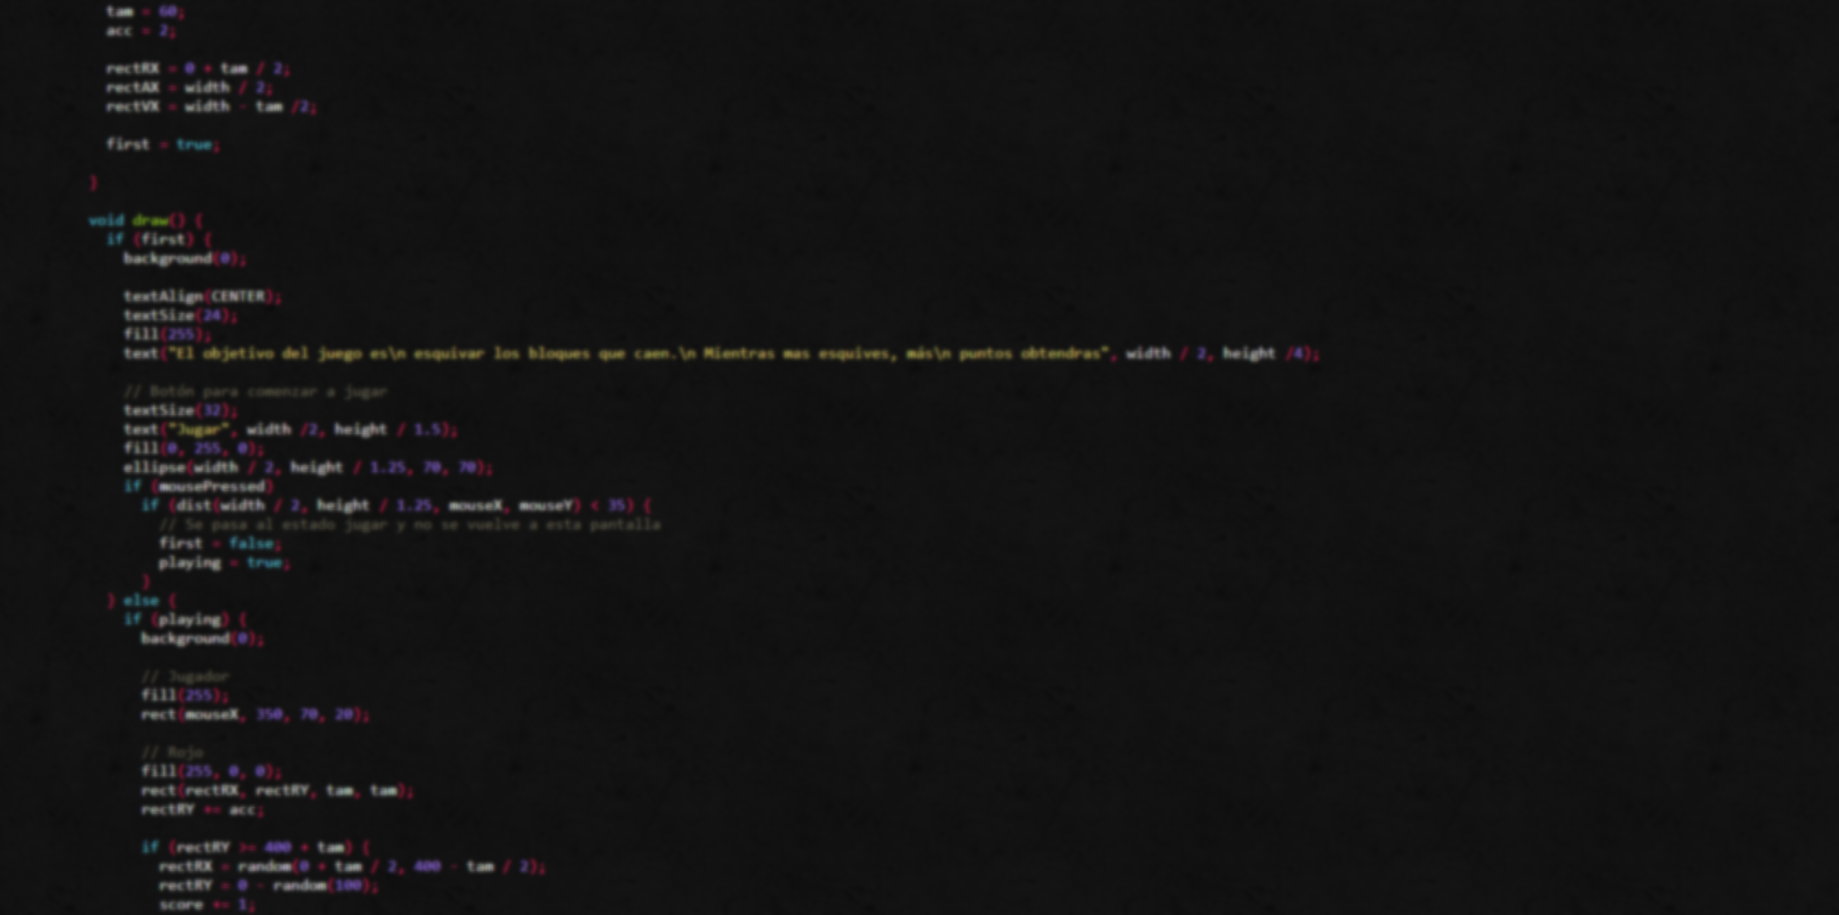 tam = 60;
acc = 2;
rectRX = 0 + tam / 2;
rectAX = width / 2;
rectVX = width - tam /2;
first = true;
}
void draw() {
if (first) {
background(0);
textAlign(CENTER);
textSize(24);
fill(255);
text("El objetivo del juego es\n esquivar los bloques que caen.\n Mientras mas esquives, más\n puntos obtendras", width / 2, height /4);
// Botón para comenzar a jugar
textSize(32);
text("Jugar", width /2, height / 1.5);
fill(0, 255, 0);
ellipse(width / 2, height / 1.25, 70, 70);
if (mousePressed)
if (dist(width / 2, height / 1.25, mouseX, mouseY) < 35) {
// Se pasa al estado jugar y no se vuelve a esta pantalla
first = false;
playing = true;
}
} else {
if (playing) {
background(0);
// Jugador
fill(255);
rect(mouseX, 350, 70, 20);
// Rojo
fill(255, 0, 0);
rect(rectRX, rectRY, tam, tam);
rectRY += acc;
if (rectRY >= 400 + tam) {
rectRX = random(0 + tam / 2, 400 - tam / 2);
rectRY = 0 - random(100);
score += 1;